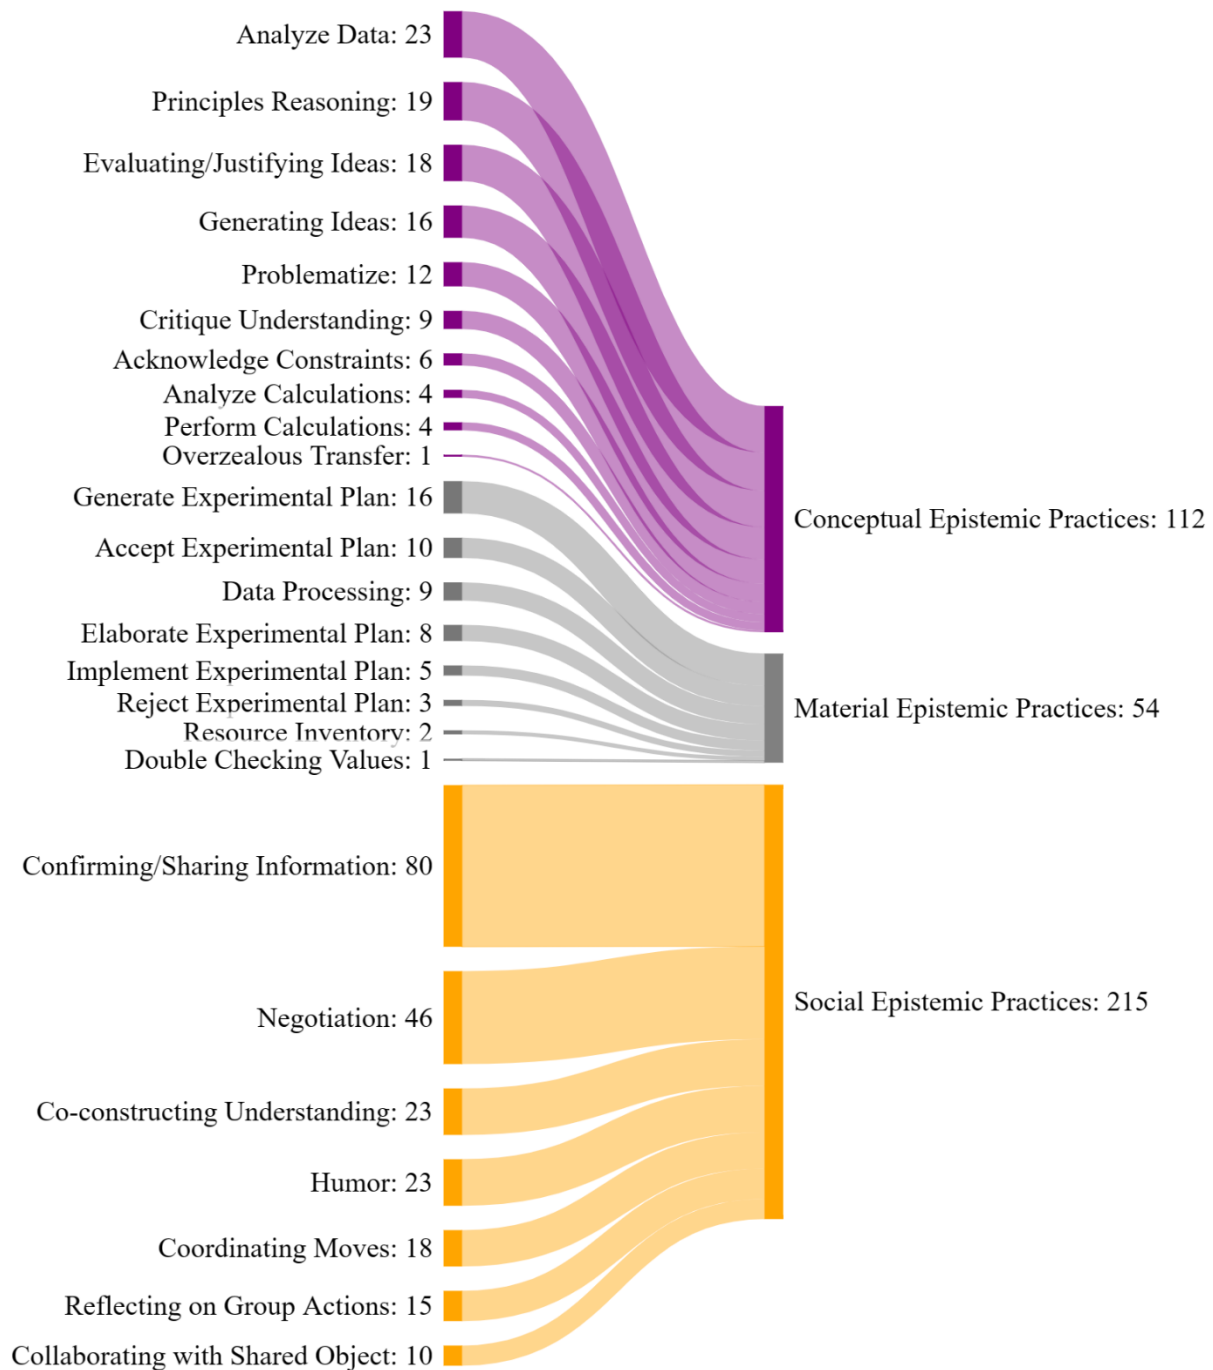 Analyze Data: 23
Principles Reasoning: 19
Evaluating/Justifying Ideas: 18
Generating Ideas: 16
Problematize: 12
Critique Understanding: 9
Acknowledge Constraints: 6
Analyze Calculations: 4
Perform Calculations: 4
Overzealous Transfer: 1
Generate Experimental Plan: 16
Accept Experimental Plan: 10
Data Processing: 9
Elaborate Experimental Plan: 8
Implement Experimental Plan: 5
Reject Experimental Plan: 3
Resource Inventory: 2
Double Checking Values: 1
Confirming/Sharing Information: 80
Negotiation: 46
Co-constructing Understanding: 23
Humor: 23
Coordinating Moves: 18
Reflecting on Group Actions: 15
Collaborating with Shared Object: 10
Conceptual Epistemic Practices: 112
Material Epistemic Practices: 54
Social Epistemic Practices: 215